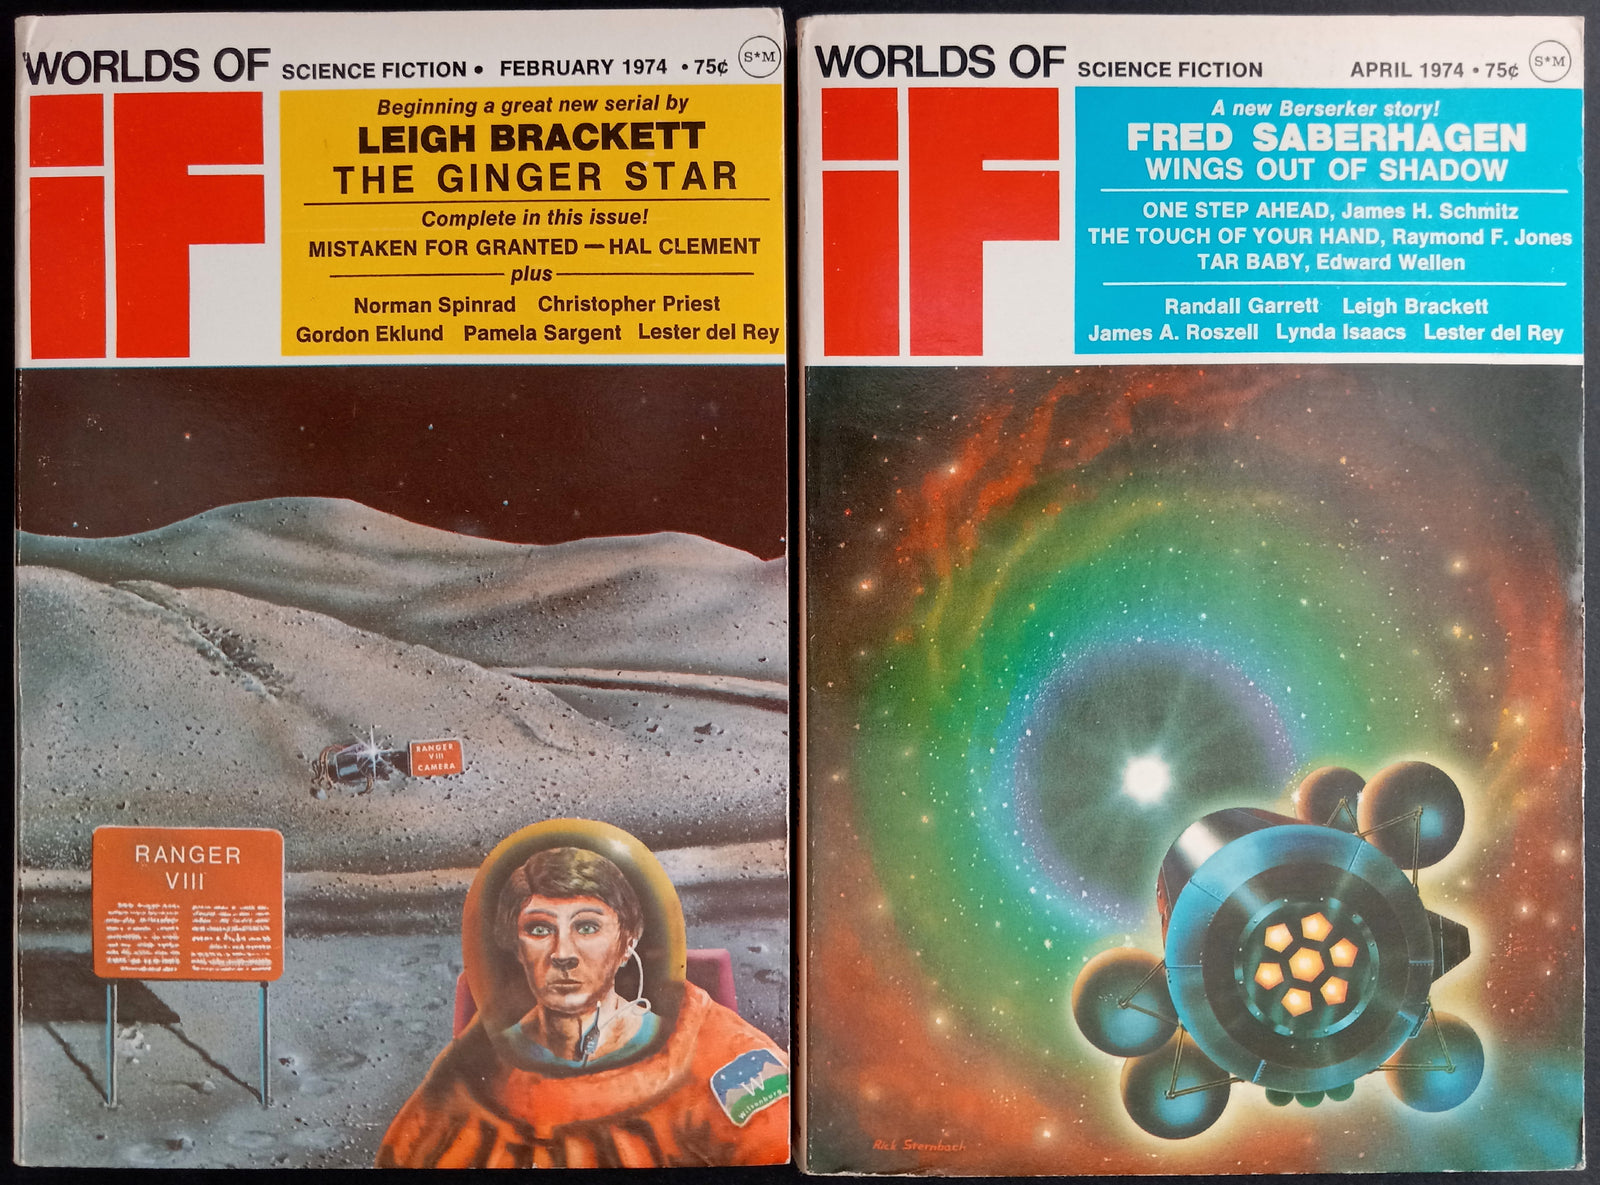 WORLDS OF SCIENCE FICTION • FEBRUARY 1974 • 75¢ S*M
iF
Beginning a great new serial by
LEIGH BRACKETT
THE GINGER STAR
Complete in this issue!
MISTAKEN FOR GRANTED — HAL CLEMENT
plus
Norman Spinrad Christopher Priest
Gordon Eklund Pamela Sargent Lester del Rey
RANGER
VIII
CAMERA
RANGER
VIII
W
Wilsonburg
WORLDS OF SCIENCE FICTION APRIL 1974 • 75¢ S*M
iF
A new Berserker story!
FRED SABERHAGEN
WINGS OUT OF SHADOW
ONE STEP AHEAD, James H. Schmitz
THE TOUCH OF YOUR HAND, Raymond F. Jones
TAR BABY, Edward Wellen
Randall Garrett Leigh Brackett
James A. Roszell Lynda Isaacs Lester del Rey
Rick Sternbach